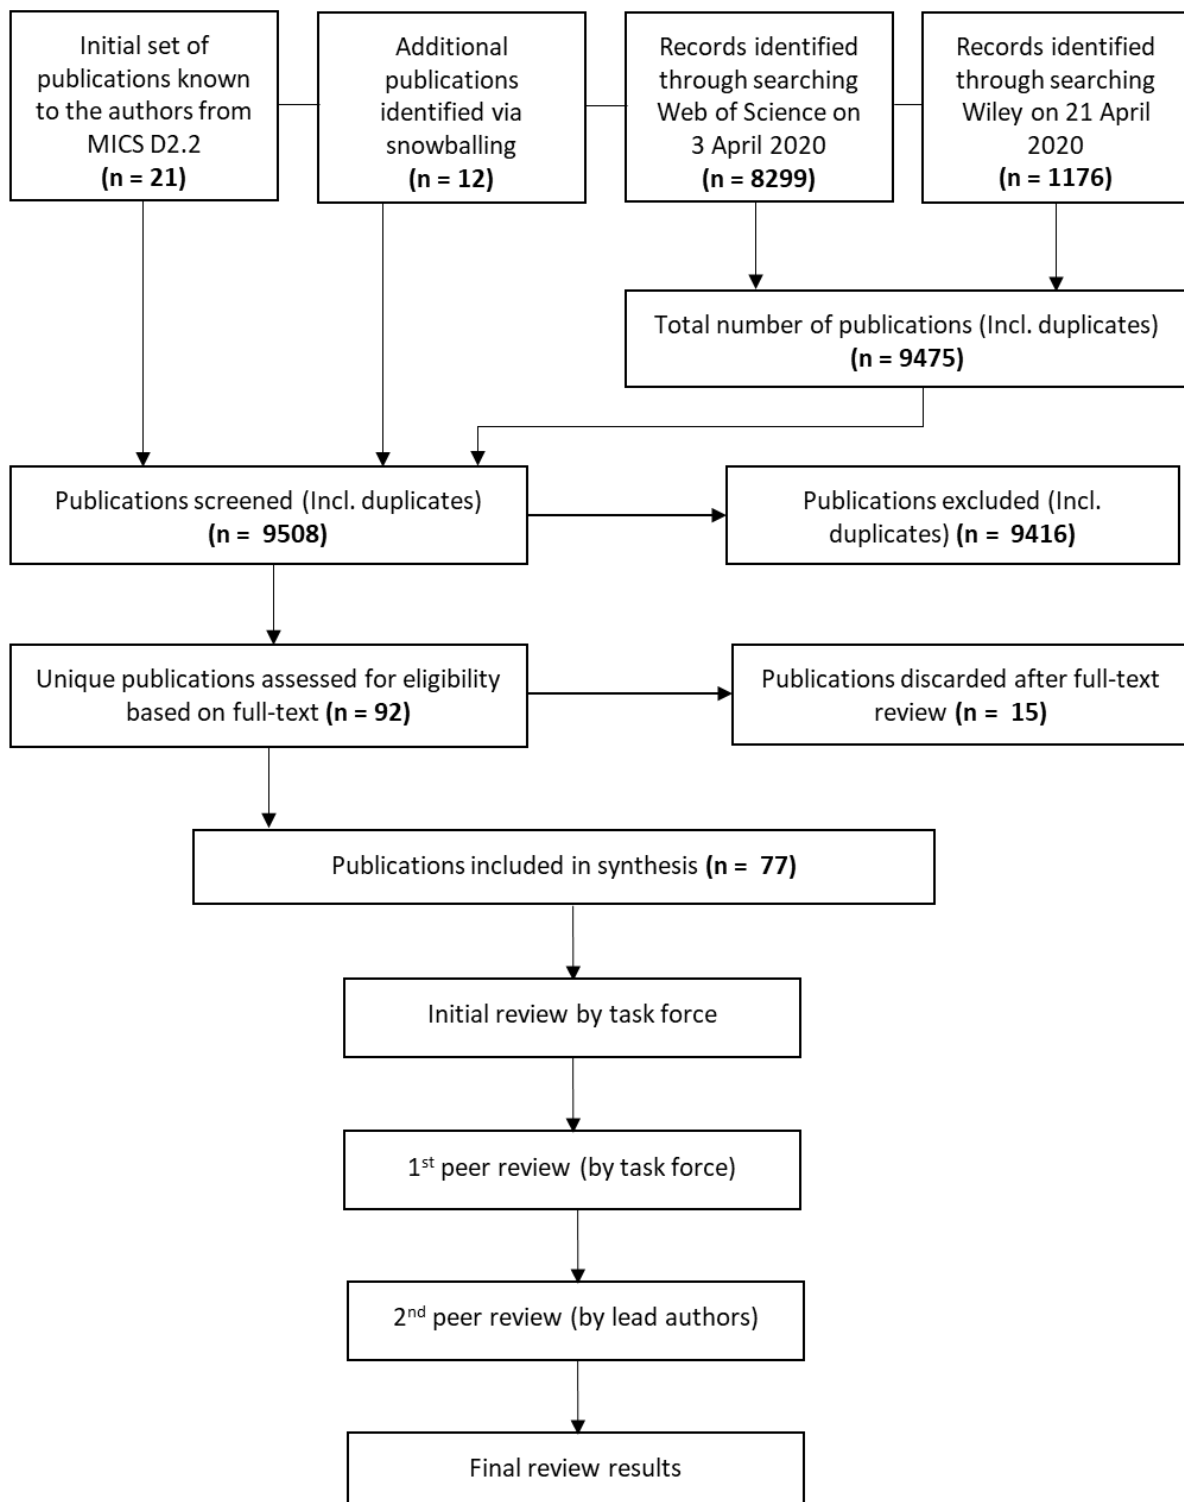 Initial set of
publications known
to the authors from
MICS D2.2
(n = 21)
Additional
publications
identified via
snowballing
(n = 12)
Records identified
through searching
Web of Science on
3 April 2020
(n = 8299)
Records identified
through searching
Wiley on 21 April
2020
(n = 1176)
Total number of publications (Incl. duplicates)
(n = 9475)
Publications screened (Incl. duplicates)
(n = 9508)
Publications excluded (Incl.
duplicates) (n = 9416)
Unique publications assessed for eligibility
based on full-text (n = 92)
Publications discarded after full-text
review (n = 15)
Publications included in synthesis (n = 77)
Initial review by task force
1st peer review (by task force)
2nd peer review (by lead authors)
Final review results